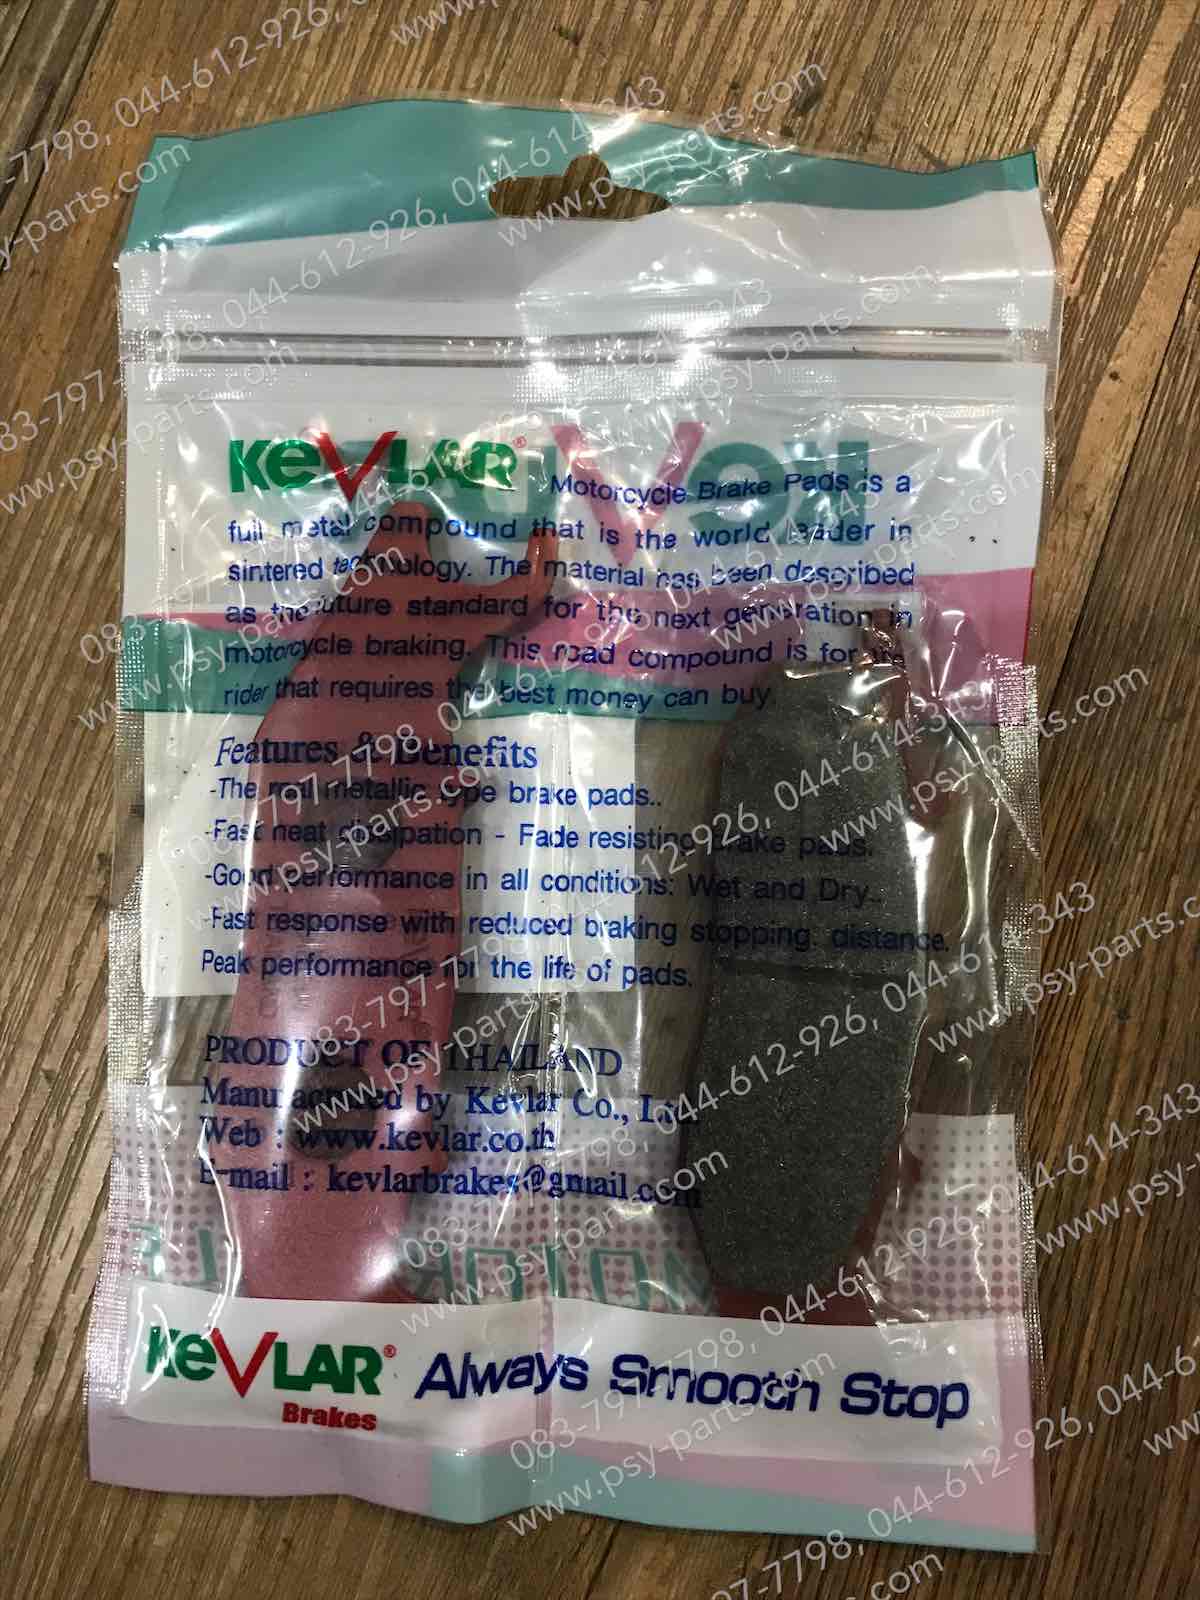 KeVLAR® Motorcycle Brake Pads is a
full metal compound that is the world leader in
sintered technology. The material has been described
as the future standard for the next generation in
motorcycle braking. This road compound is for the
rider that requires the best money can buy.
Features & Benefits
-The real metallic type brake pads..
-Fast heat dissipation - Fade resisting brake pads.
-Good performance in all conditions: Wet and Dry..
-Fast response with reduced braking stopping distance.
Peak performance for the life of pads.
PRODUCT OF THAILAND
Manufactured by Kevlar Co., Ltd.
Web : www.kevlar.co.th
E-mail : kevlarbrakes@gmail.com
KeVLAR®
Brakes
Always Smooth Stop
083-797-7798, 044-612-926, 044-614-343
www.psy-parts.com